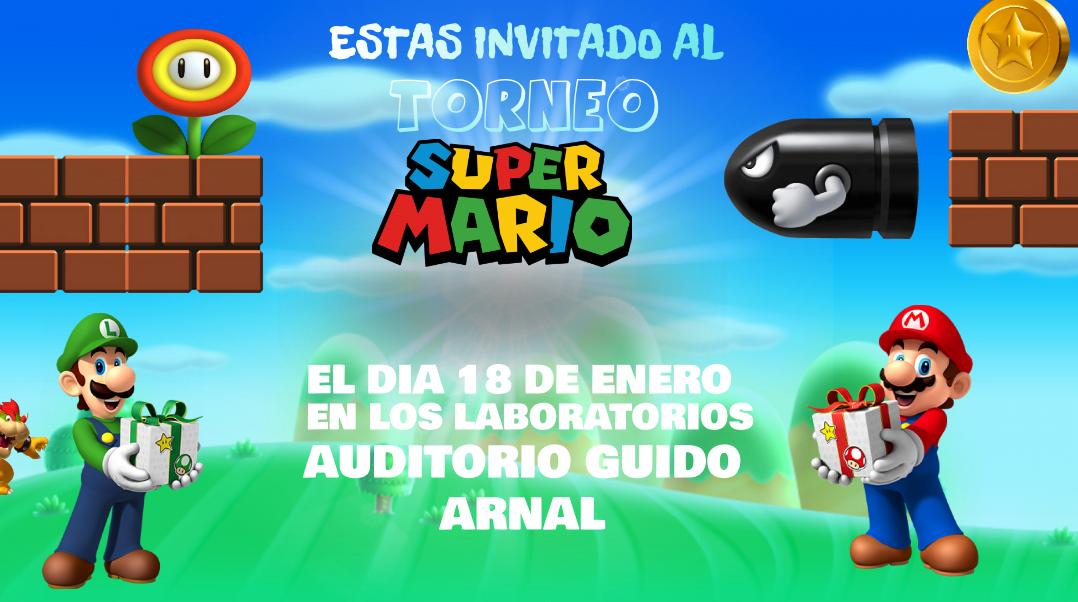 ESTAS INVITADO AL
TORNEO
SUPER
MARIO
EL DIA 18 DE ENERO
EN LOS LABORATORIOS
AUDITORIO GUIDO
ARNAL
L
M